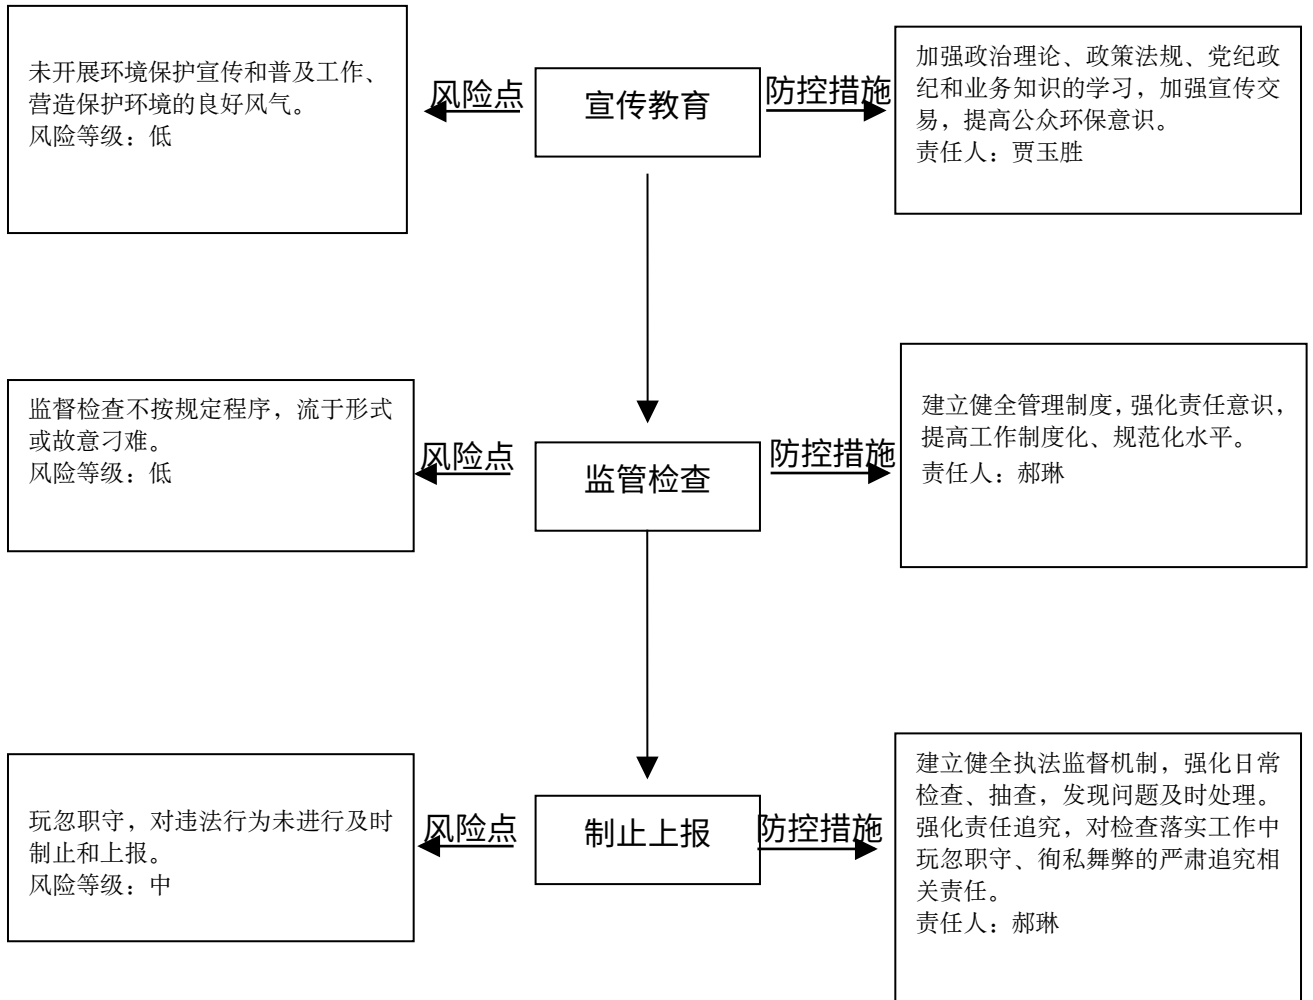 未开展环境保护宣传和普及工作、
营造保护环境的良好风气。
风险等级：低
风险点
宣传教育
防控措施
加强政治理论、政策法规、党纪政
纪和业务知识的学习，加强宣传交
易，提高公众环保意识。
责任人：贾玉胜
监督检查不按规定程序，流于形式
或故意刁难。
风险等级：低
风险点
监管检查
防控措施
建立健全管理制度，强化责任意识，
提高工作制度化、规范化水平。
责任人：郝琳
玩忽职守，对违法行为未进行及时
制止和上报。
风险等级：中
风险点
制止上报
防控措施
建立健全执法监督机制，强化日常
检查、抽查，发现问题及时处理。
强化责任追究，对检查落实工作中
玩忽职守、徇私舞弊的严肃追究相
关责任。
责任人：郝琳